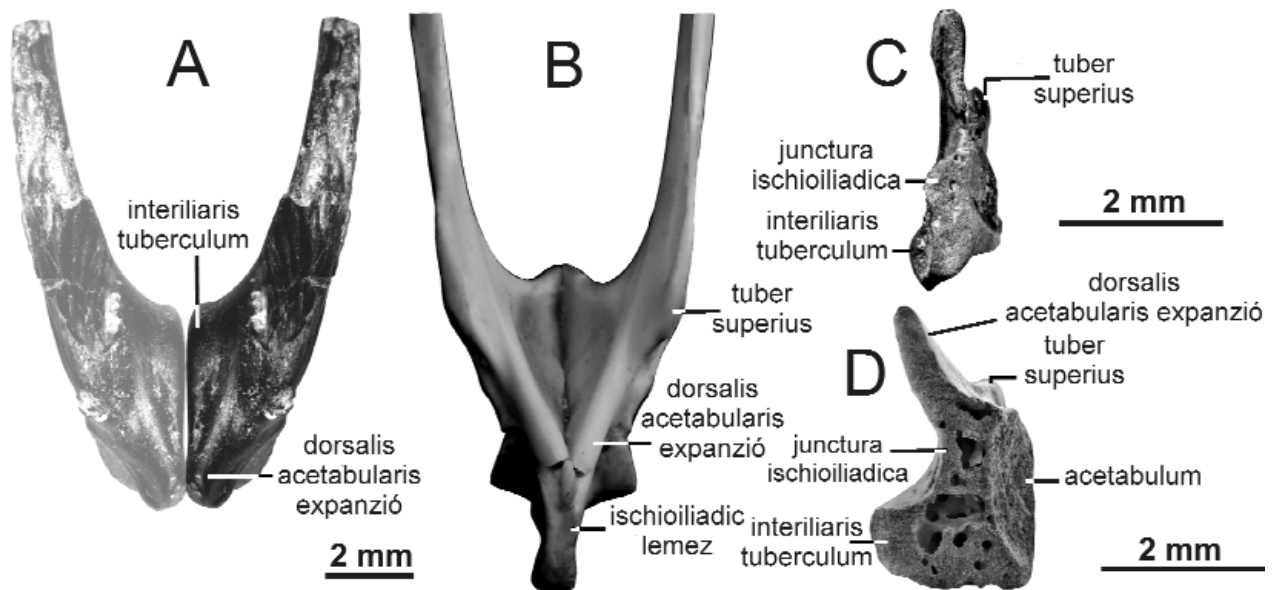 A
interiliaris
tuberculum
dorsalis
acetabularis
expanzió
2 mm
B
tuber
superius
dorsalis
acetabularis
expanzió
ischioiliadic
lemez
C
tuber
superius
junctura
ischioiliadica
interiliaris
tuberculum
2 mm
D
dorsalis
acetabularis expanzió
tuber
superius
junctura
ischioiliadica
acetabulum
interiliaris
tuberculum
2 mm